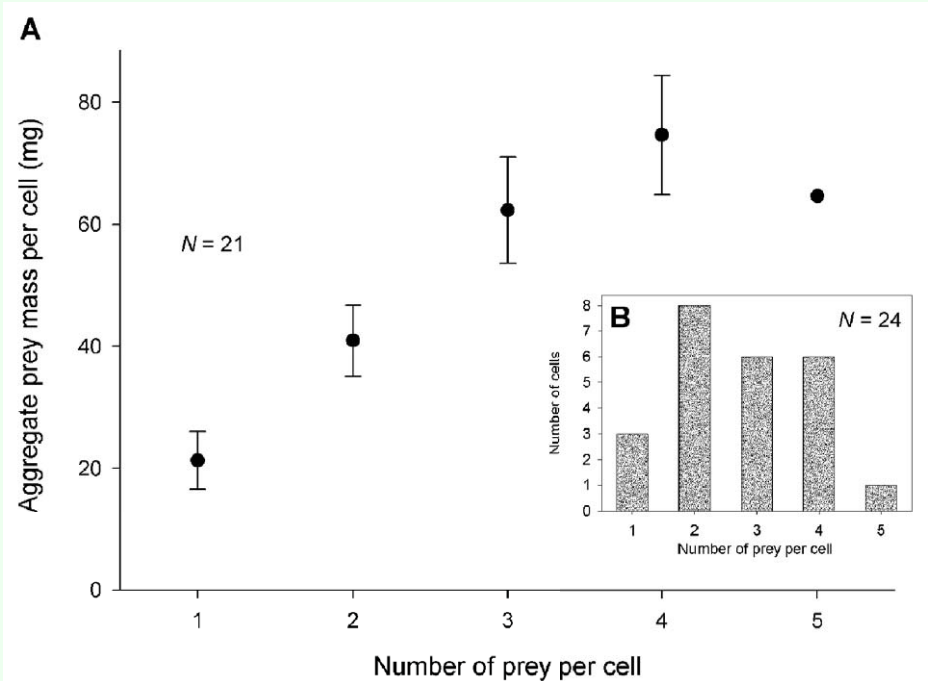 A
Aggregate prey mass per cell (mg)
80
60
40
20
0
N = 21
1 2 3 4 5
Number of prey per cell
B
N = 24
Number of cells
8
7
6
5
4
3
2
1
0
1 2 3 4 5
Number of prey per cell